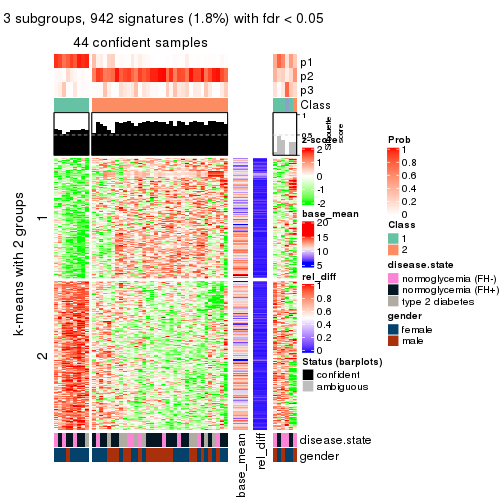 3 subgroups, 942 signatures (1.8%) with fdr < 0.05
44 confident samples
p1
p2
p3
Class
1
0.5
Silhouette
score
z-score
2
1
0
-1
-2
base_mean
20
15
10
5
rel_diff
1
0.8
0.6
0.4
0.2
0
Status (barplots)
confident
ambiguous
Prob
1
0.8
0.6
0.4
0.2
0
Class
1
2
disease.state
normoglycemia (FH-)
normoglycemia (FH+)
type 2 diabetes
gender
female
male
k-means with 2 groups
1
2
disease.state
gender
base_mean
rel_diff